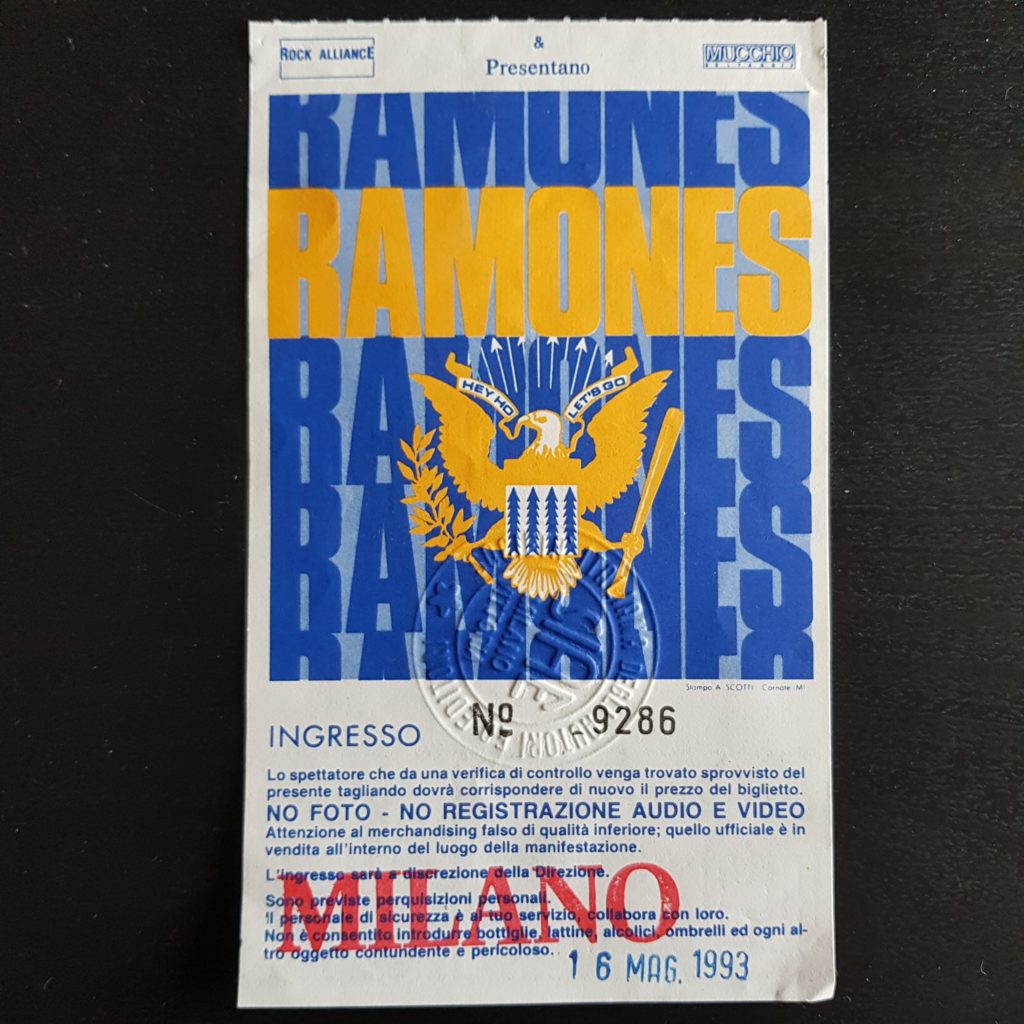 ROCK ALLIANCE
&
Presentano
MUCCHIO
RAMONES
RAMONES
RAMONES
HEY HO
LET'S GO
RAMONES
Stampa A. SCOTTI Cornate (MI)
INGRESSO
Nº 9286
Lo spettatore che da una verifica di controllo venga trovato sprovvisto del
presente tagliando dovrà corrispondere di nuovo il prezzo del biglietto.
NO FOTO - NO REGISTRAZIONE AUDIO E VIDEO
Attenzione al merchandising falso di qualità inferiore; quello ufficiale è in
vendita all'interno del luogo della manifestazione.
L'ingresso sarà a discrezione della Direzione.
MILANO
Sono previste perquisizioni personali.
Il personale di sicurezza è al tuo servizio, collabora con loro.
Non è consentito introdurre bottiglie, lattine, alcolici, ombrelli ed ogni al-
tro oggetto contundente e pericoloso.
16 MAG. 1993